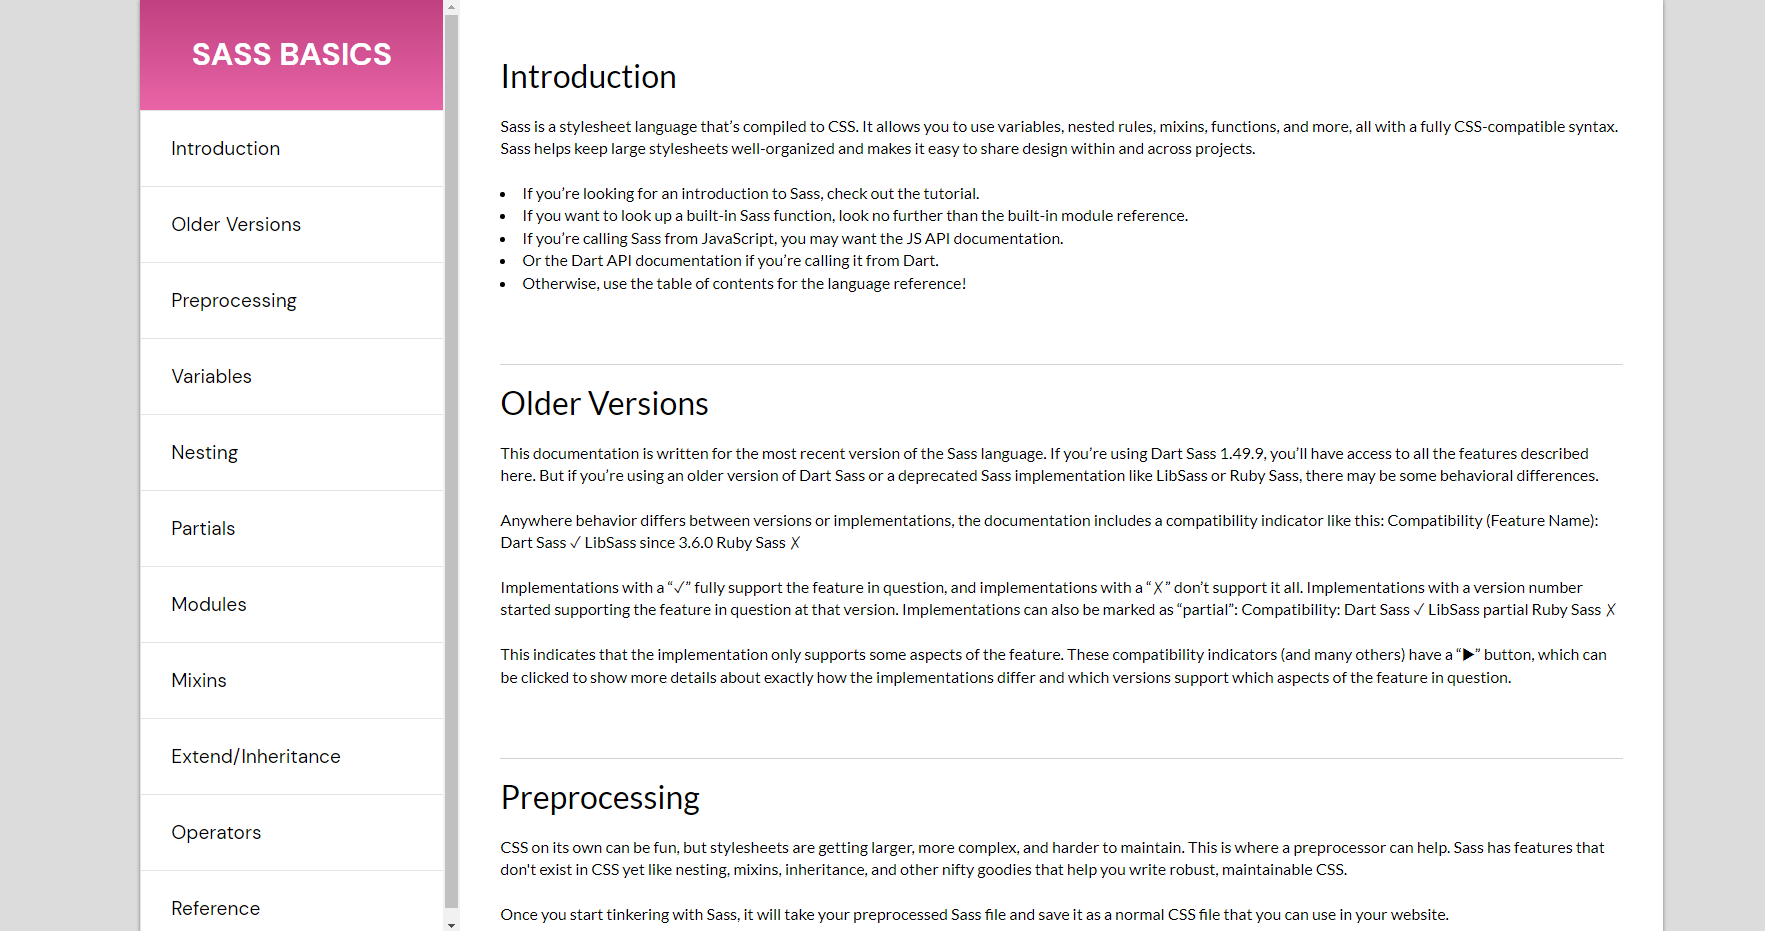 SASS BASICS
Introduction
Older Versions
Preprocessing
Variables
Nesting
Partials
Modules
Mixins
Extend/Inheritance
Operators
Reference
Introduction
Sass is a stylesheet language that’s compiled to CSS. It allows you to use variables, nested rules, mixins, functions, and more, all with a fully CSS-compatible syntax.
Sass helps keep large stylesheets well-organized and makes it easy to share design within and across projects.
• If you’re looking for an introduction to Sass, check out the tutorial.
• If you want to look up a built-in Sass function, look no further than the built-in module reference.
• If you’re calling Sass from JavaScript, you may want the JS API documentation.
• Or the Dart API documentation if you’re calling it from Dart.
• Otherwise, use the table of contents for the language reference!
Older Versions
This documentation is written for the most recent version of the Sass language. If you’re using Dart Sass 1.49.9, you’ll have access to all the features described
here. But if you’re using an older version of Dart Sass or a deprecated Sass implementation like LibSass or Ruby Sass, there may be some behavioral differences.
Anywhere behavior differs between versions or implementations, the documentation includes a compatibility indicator like this: Compatibility (Feature Name):
Dart Sass ✓ LibSass since 3.6.0 Ruby Sass ✗
Implementations with a “✓” fully support the feature in question, and implementations with a “✗” don’t support it all. Implementations with a version number
started supporting the feature in question at that version. Implementations can also be marked as “partial”: Compatibility: Dart Sass ✓ LibSass partial Ruby Sass ✗
This indicates that the implementation only supports some aspects of the feature. These compatibility indicators (and many others) have a “▶” button, which can
be clicked to show more details about exactly how the implementations differ and which versions support which aspects of the feature in question.
Preprocessing
CSS on its own can be fun, but stylesheets are getting larger, more complex, and harder to maintain. This is where a preprocessor can help. Sass has features that
don't exist in CSS yet like nesting, mixins, inheritance, and other nifty goodies that help you write robust, maintainable CSS.
Once you start tinkering with Sass, it will take your preprocessed Sass file and save it as a normal CSS file that you can use in your website.